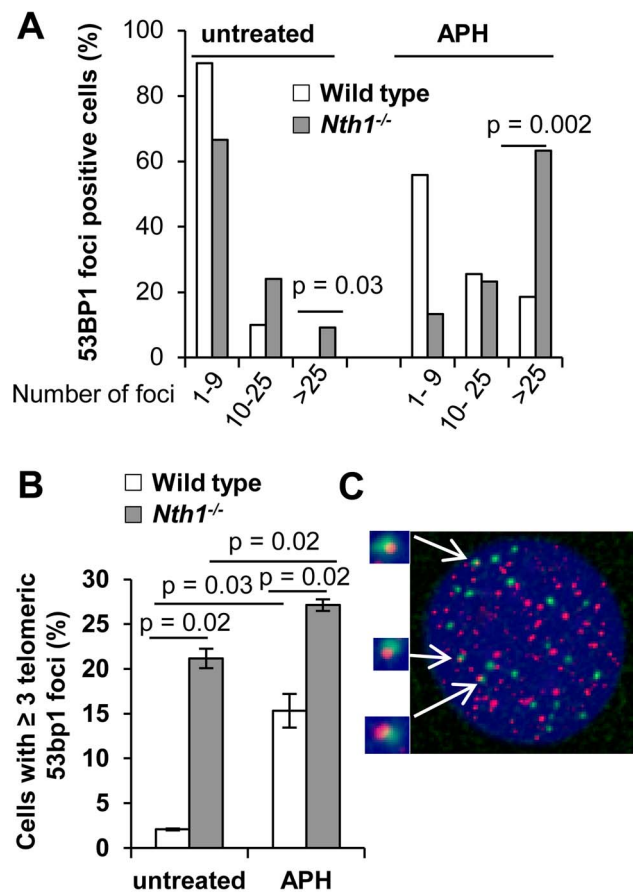 A
53BP1 foci positive cells (%)
100
80
60
40
20
0
untreated
APH
Wild type
Nth1-/-
p = 0.002
p = 0.03
Number of foci
1-9
10-25
>25
1- 9
10- 25
>25
B
Wild type
Nth1-/-
Cells with ≥ 3 telomeric
53bp1 foci (%)
30
25
20
15
10
5
0
p = 0.02
p = 0.03
p = 0.02
p = 0.02
untreated
APH
C